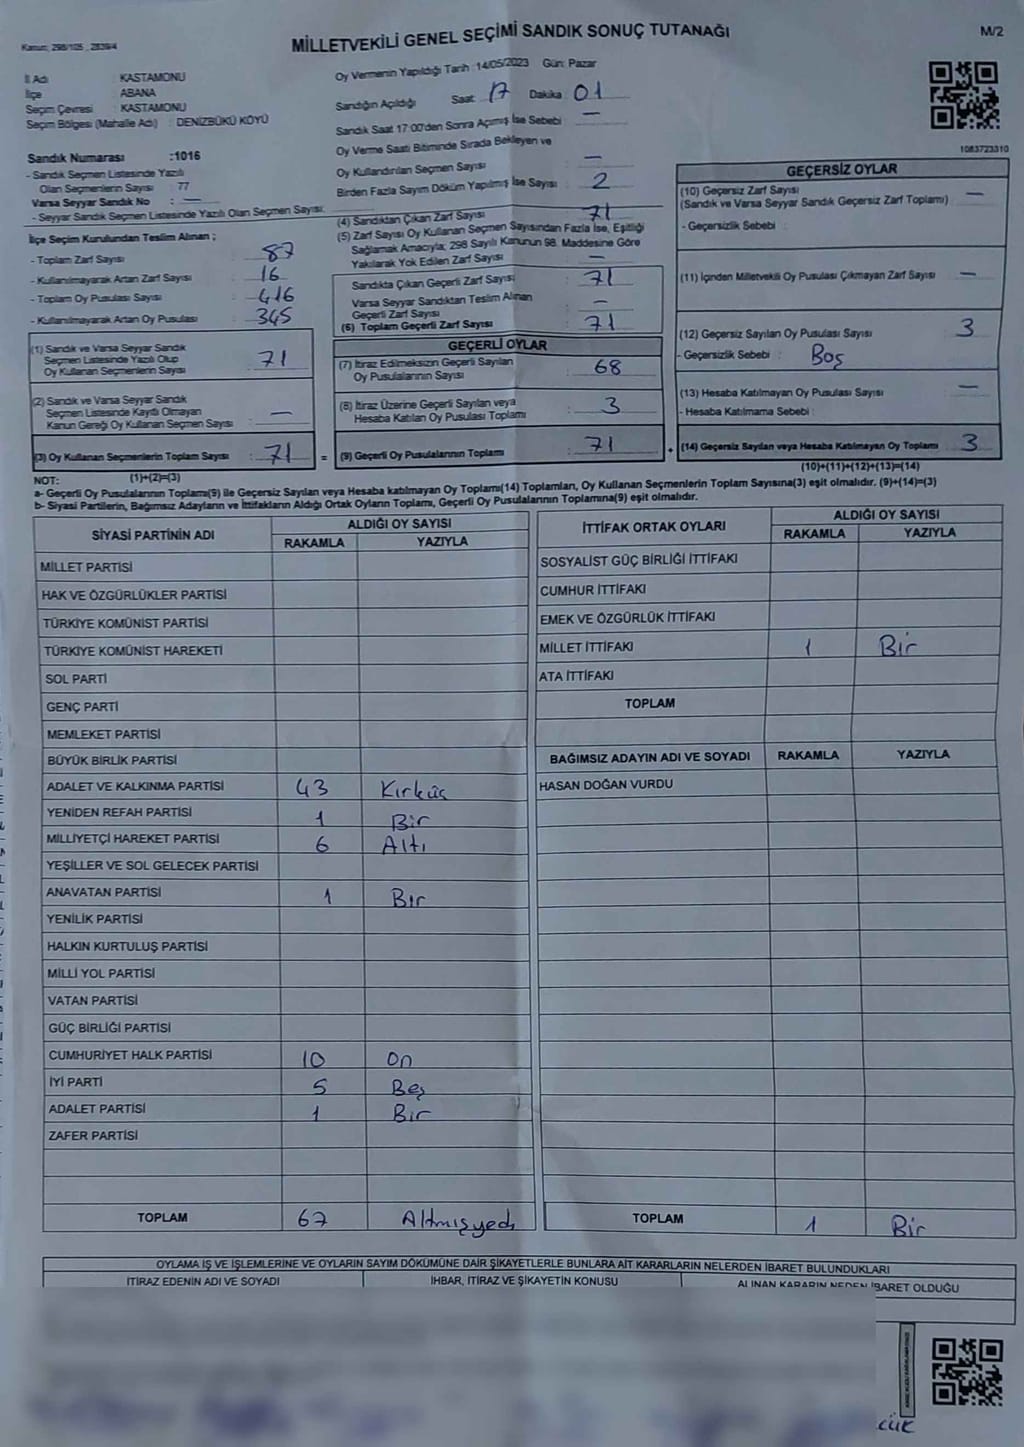 Kanun; 298/105 , 2839/4
MİLLETVEKİLİ GENEL SEÇİMİ SANDIK SONUÇ TUTANAĞI
M/2
İl Adı : KASTAMONU
İlçe : ABANA
Seçim Çevresi : KASTAMONU
Seçim Bölgesi (Mahalle Adı) : DENİZBÜKÜ KÖYÜ
Oy Vermenin Yapıldığı Tarih :14/05/2023 Gün: Pazar
Sandığın Açıldığı Saat : 17 Dakika 01
Sandık Saat 17:00'den Sonra Açılmış İse Sebebi : —
Oy Verme Saati Bitiminde Sırada Bekleyen ve
Oy Kullandırılan Seçmen Sayısı : —
Birden Fazla Sayım Döküm Yapılmış İse Sayısı : 2
1083723310
Sandık Numarası :1016
- Sandık Seçmen Listesinde Yazılı
Olan Seçmenlerin Sayısı : 77
Varsa Seyyar Sandık No : —
- Seyyar Sandık Seçmen Listesinde Yazılı Olan Seçmen Sayısı:
İlçe Seçim Kurulundan Teslim Alınan ;
- Toplam Zarf Sayısı : 87
- Kullanılmayarak Artan Zarf Sayısı : 16
- Toplam Oy Pusulası Sayısı : 416
- Kullanılmayarak Artan Oy Pusulası : 345
(1) Sandık ve Varsa Seyyar Sandık
Seçmen Listesinde Yazılı Olup
Oy Kullanan Seçmenlerin Sayısı : 71
(2) Sandık ve Varsa Seyyar Sandık
Seçmen Listesinde Kayıtlı Olmayan
Kanun Gereği Oy Kullanan Seçmen Sayısı : —
(3) Oy Kullanan Seçmenlerin Toplam Sayısı : 71 =
(1)+(2)=(3)
(4) Sandıktan Çıkan Zarf Sayısı : 71
(5) Zarf Sayısı Oy Kullanan Seçmen Sayısından Fazla İse, Eşitliği
Sağlamak Amacıyla; 298 Sayılı Kanunun 98. Maddesine Göre
Yakılarak Yok Edilen Zarf Sayısı : —
Sandıkta Çıkan Geçerli Zarf Sayısı : 71
Varsa Seyyar Sandıktan Teslim Alınan
Geçerli Zarf Sayısı : —
(6) Toplam Geçerli Zarf Sayısı : 71
GEÇERLİ OYLAR
(7) İtiraz Edilmeksizin Geçerli Sayılan
Oy Pusulalarının Sayısı : 68
(8) İtiraz Üzerine Geçerli Sayılan veya
Hesaba Katılan Oy Pusulası Toplamı : 3
(9) Geçerli Oy Pusulalarının Toplamı : 71 +
GEÇERSİZ OYLAR
(10) Geçersiz Zarf Sayısı : —
(Sandık ve Varsa Seyyar Sandık Geçersiz Zarf Toplamı)
- Geçersizlik Sebebi :
(11) İçinden Milletvekili Oy Pusulası Çıkmayan Zarf Sayısı : —
(12) Geçersiz Sayılan Oy Pusulası Sayısı : 3
- Geçersizlik Sebebi : Boş
(13) Hesaba Katılmayan Oy Pusulası Sayısı : —
- Hesaba Katılmama Sebebi :
(14) Geçersiz Sayılan veya Hesaba Katılmayan Oy Toplamı : 3
(10)+(11)+(12)+(13)=(14)
NOT:
a- Geçerli Oy Pusulalarının Toplamı(9) ile Geçersiz Sayılan veya Hesaba katılmayan Oy Toplamı(14) Toplamları, Oy Kullanan Seçmenlerin Toplam Sayısına(3) eşit olmalıdır. (9)+(14)=(3)
b- Siyasi Partilerin, Bağımsız Adayların ve İttifakların Aldığı Ortak Oyların Toplamı, Geçerli Oy Pusulalarının Toplamına(9) eşit olmalıdır.
SİYASİ PARTİNİN ADI ALDIĞI OY SAYISI
RAKAMLA YAZIYLA
MİLLET PARTİSİ
HAK VE ÖZGÜRLÜKLER PARTİSİ
TÜRKİYE KOMÜNİST PARTİSİ
TÜRKİYE KOMÜNİST HAREKETİ
SOL PARTİ
GENÇ PARTİ
MEMLEKET PARTİSİ
BÜYÜK BİRLİK PARTİSİ
ADALET VE KALKINMA PARTİSİ 43 Kırküç
YENİDEN REFAH PARTİSİ 1 Bir
MİLLİYETÇİ HAREKET PARTİSİ 6 Altı
YEŞİLLER VE SOL GELECEK PARTİSİ
ANAVATAN PARTİSİ 1 Bir
YENİLİK PARTİSİ
HALKIN KURTULUŞ PARTİSİ
MİLLİ YOL PARTİSİ
VATAN PARTİSİ
GÜÇ BİRLİĞİ PARTİSİ
CUMHURİYET HALK PARTİSİ 10 On
İYİ PARTİ 5 Beş
ADALET PARTİSİ 1 Bir
ZAFER PARTİSİ
TOPLAM 67 Altmışyedi
İTTİFAK ORTAK OYLARI ALDIĞI OY SAYISI
RAKAMLA YAZIYLA
SOSYALİST GÜÇ BİRLİĞİ İTTİFAKI
CUMHUR İTTİFAKI
EMEK VE ÖZGÜRLÜK İTTİFAKI
MİLLET İTTİFAKI 1 Bir
ATA İTTİFAKI
TOPLAM
BAĞIMSIZ ADAYIN ADI VE SOYADI RAKAMLA YAZIYLA
HASAN DOĞAN VURDU
TOPLAM 1 Bir
OYLAMA İŞ VE İŞLEMLERİNE VE OYLARIN SAYIM DÖKÜMÜNE DAİR ŞİKAYETLERLE BUNLARA AİT KARARLARIN NELERDEN İBARET BULUNDUKLARI
İTİRAZ EDENİN ADI VE SOYADI İHBAR, İTİRAZ VE ŞİKAYETİN KONUSU ALINAN KARARIN NEDEN İBARET OLDUĞU